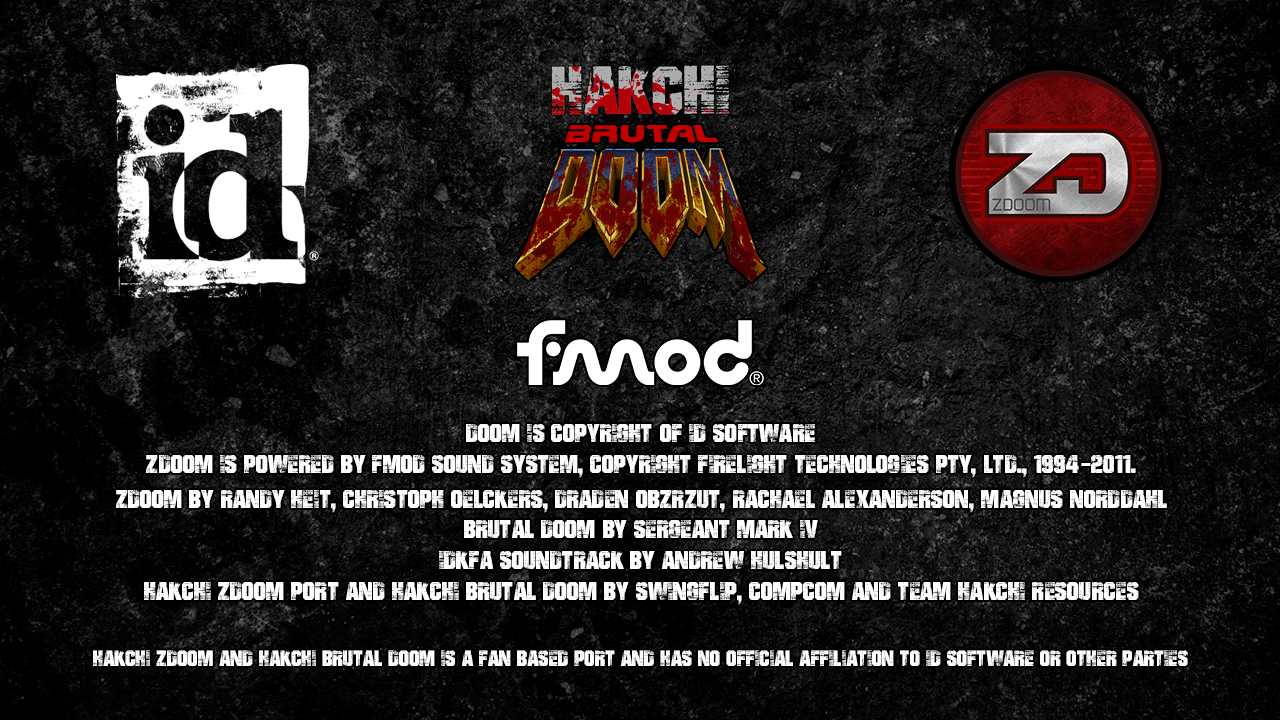 id®
HAKCHI
BRUTAL
DOOM
ZD
ZDOOM
fmod®
DOOM IS COPYRIGHT OF ID SOFTWARE
ZDOOM IS POWERED BY FMOD SOUND SYSTEM, COPYRIGHT FIRELIGHT TECHNOLOGIES PTY, LTD., 1994-2011.
ZDOOM BY RANDY HEIT, CHRISTOPH OELCKERS, DRADEN OBZRZUT, RACHAEL ALEXANDERSON, MAGNUS NORDDAHL
BRUTAL DOOM BY SERGEANT MARK IV
IDKFA SOUNDTRACK BY ANDREW HULSHULT
HAKCHI ZDOOM PORT AND HAKCHI BRUTAL DOOM BY SWINGFLIP, COMPCOM AND TEAM HAKCHI RESOURCES
HAKCHI ZDOOM AND HAKCHI BRUTAL DOOM IS A FAN BASED PORT AND HAS NO OFFICIAL AFFILIATION TO ID SOFTWARE OR OTHER PARTIES